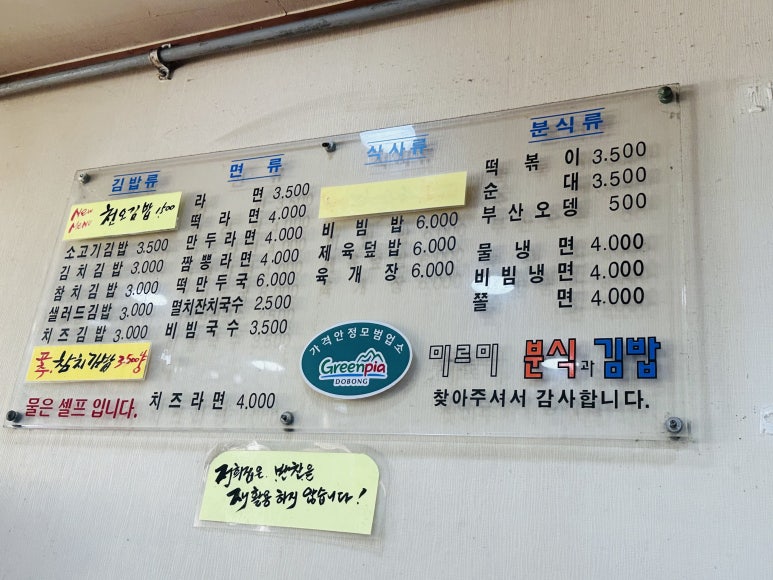 김밥류
New
Menu
천오김밥 1500
소고기김밥 3.500
김치김밥 3.000
참치김밥 3.000
샐러드김밥 3.000
치즈김밥 3.000
특. 참치김밥 3.500냥
물은 셀프 입니다.
면류
라면 3.500
떡라면 4.000
만두라면 4.000
짬뽕라면 4.000
떡만두국 6.000
멸치잔치국수 2.500
비빔국수 3.500
치즈라면 4.000
식사류
비빔밥 6.000
제육덮밥 6.000
육개장 6.000
분식류
떡볶이 3.500
순대 3.500
부산오뎅 500
물냉면 4.000
비빔냉면 4.000
쫄면 4.000
가격안정모범업소
Greenpia
DOBONG
미르미 분식과 김밥
찾아주셔서 감사합니다.
저희집은 반찬을
재활용 하지 않습니다!